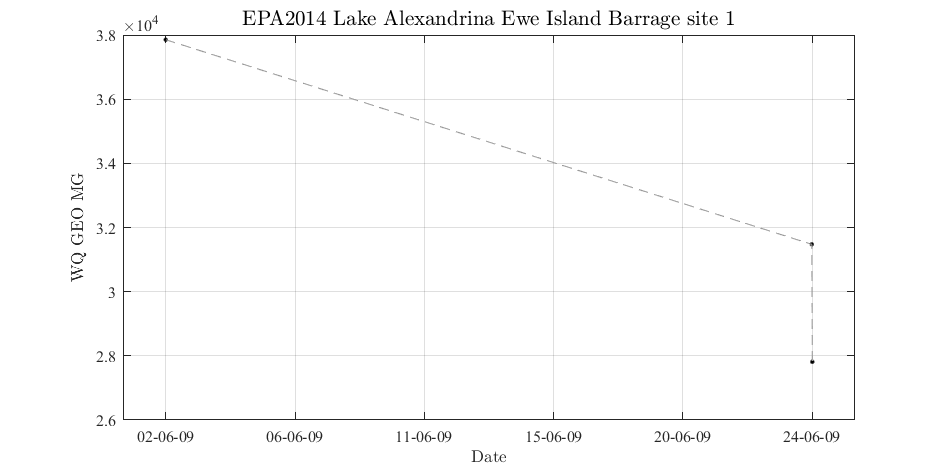 EPA2014 Lake Alexandrina Ewe Island Barrage site 1
×10⁴
3.8
3.6
3.4
3.2
3
2.8
2.6
WQ GEO MG
02-06-09 06-06-09 11-06-09 15-06-09 20-06-09 24-06-09
Date